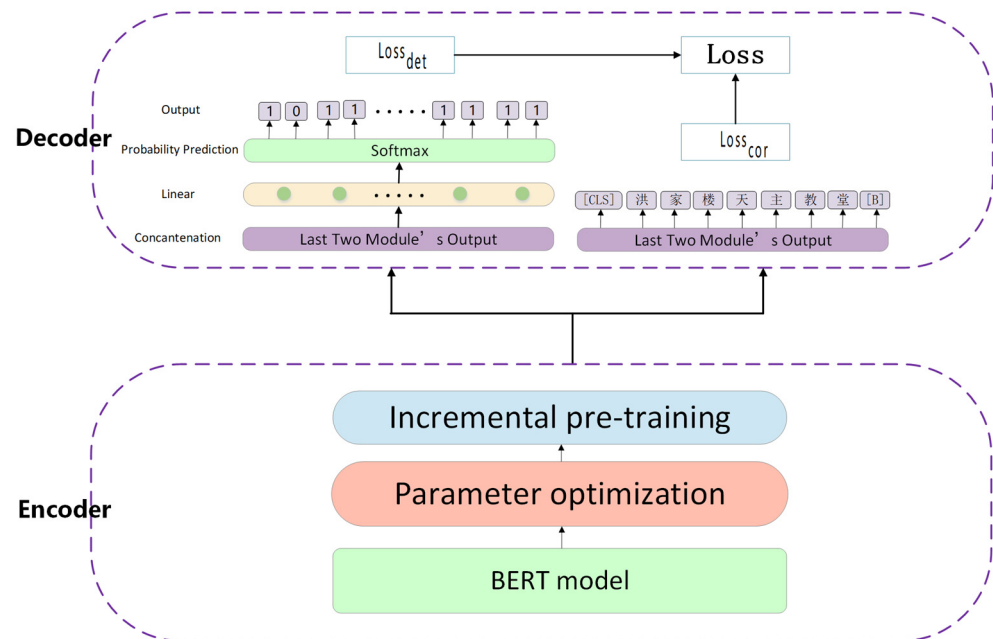 Loss_det
Loss
Output
1 0 1 1 ..... 1 1 1 1
Decoder
Probability Prediction
Softmax
Loss_cor
Linear
.....
[CLS] 洪 家 楼 天 主 教 堂 [B]
Concantenation
Last Two Module’s Output
Last Two Module’s Output
Incremental pre-training
Parameter optimization
Encoder
BERT model